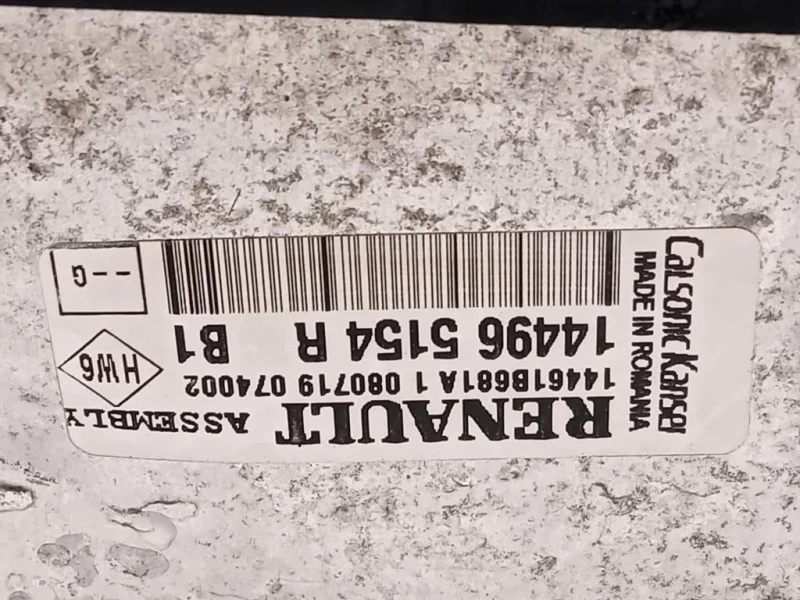 RENAULT ASSEMBLY
14461B681A 1 080719 074002
14496 5154 R B1
HW6
--G
Calsonic Kansei
MADE IN ROMANIA